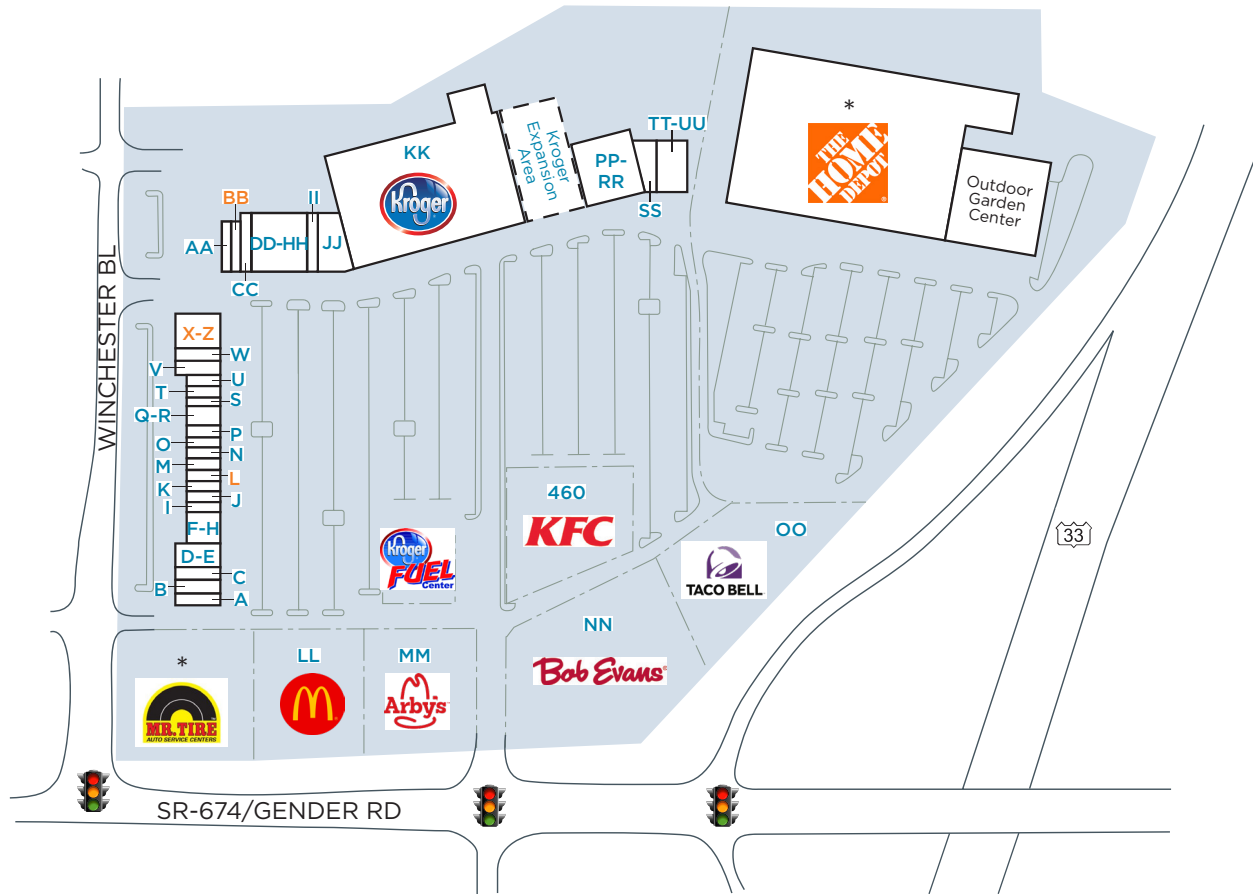 TT-UU
*
THE
HOME
DEPOT
KK
Kroger
Kroger
Expansion
Area
PP-
RR
SS
Outdoor
Garden
Center
BB
II
AA
DD-HH
JJ
CC
WINCHESTER BL
X-Z
W
V
U
T
S
Q-R
P
O
N
M
L
K
J
I
F-H
D-E
C
B
A
460
KFC
Kroger
FUEL
Center
OO
TACO BELL
33
NN
Bob Evans
*
MR. TIRE
AUTO SERVICE CENTERS
LL
MM
Arby's
SR-674/GENDER RD